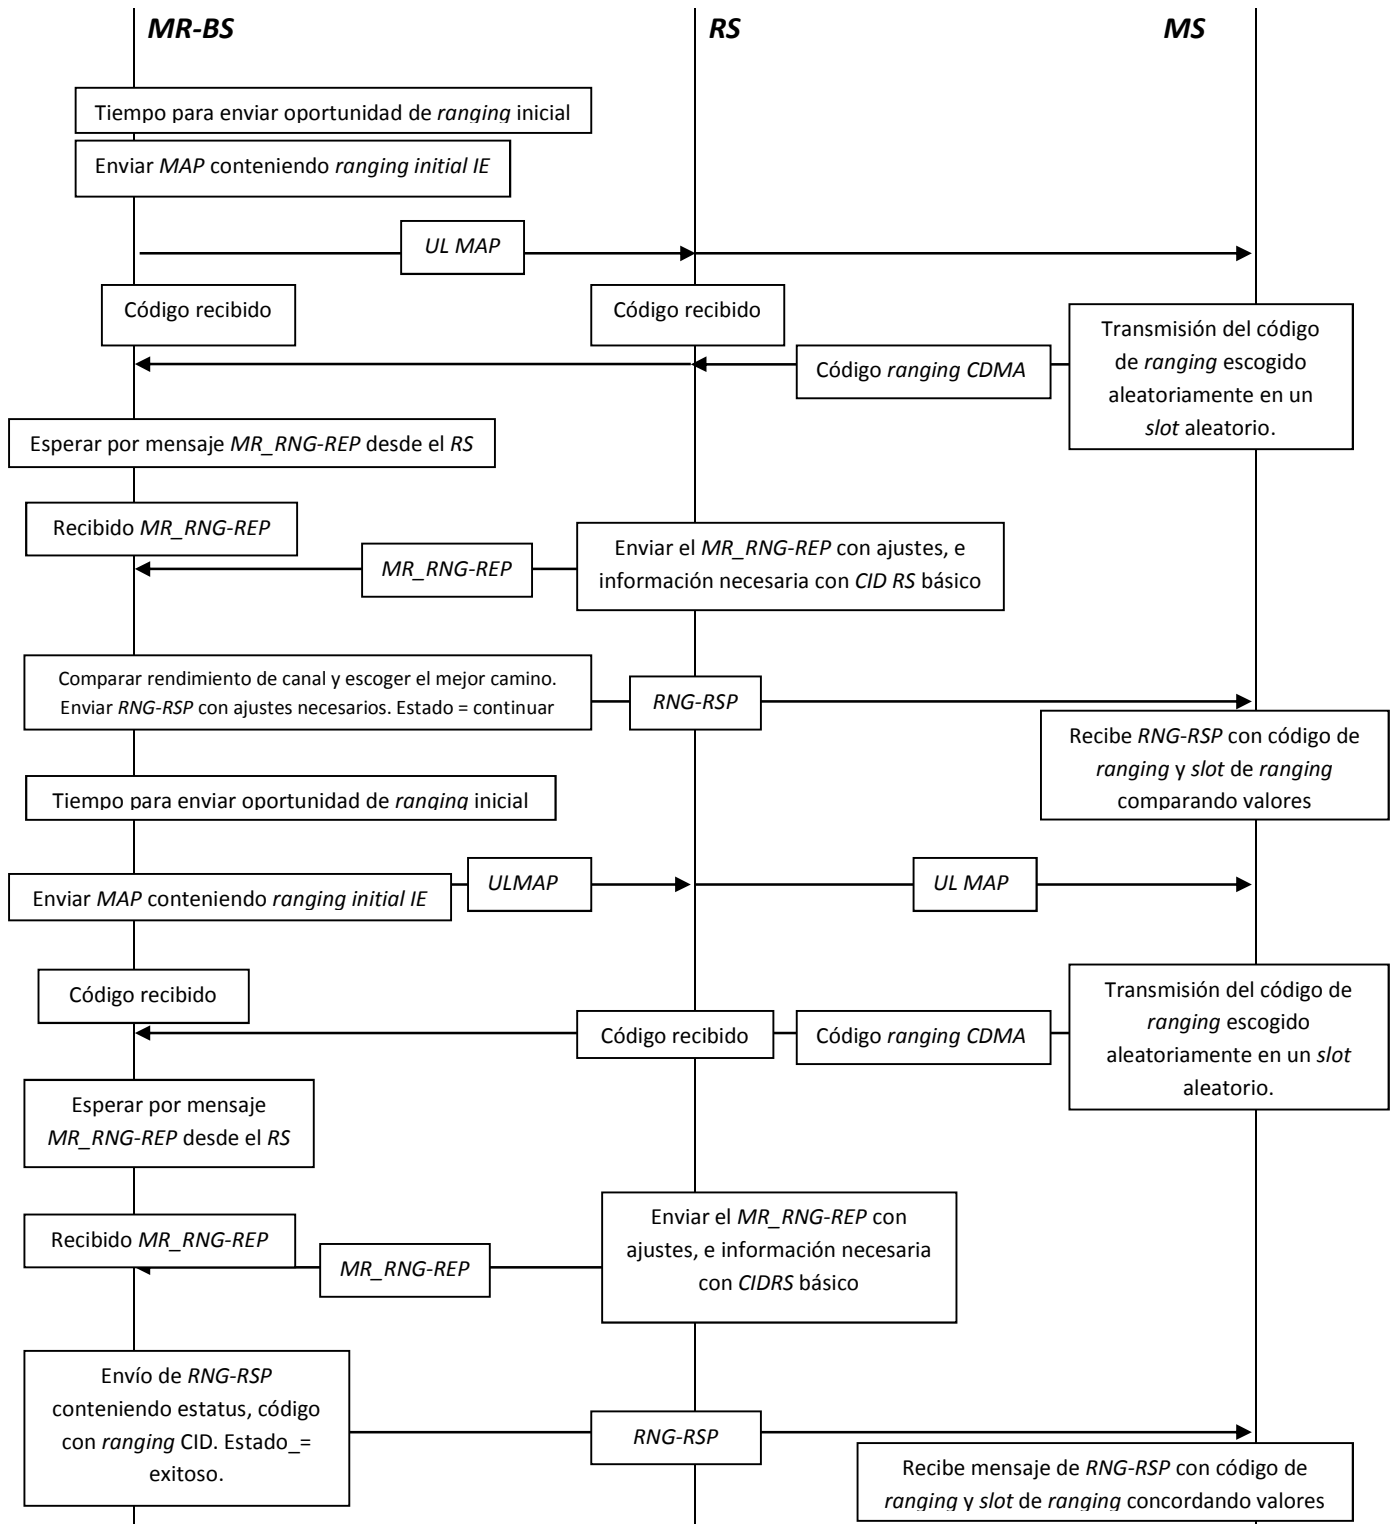 MR-BS
RS
MS
Tiempo para enviar oportunidad de ranging inicial
Enviar MAP conteniendo ranging initial IE
UL MAP
Código recibido
Código recibido
Transmisión del código
de ranging escogido
aleatoriamente en un
slot aleatorio.
Código ranging CDMA
Esperar por mensaje MR_RNG-REP desde el RS
Recibido MR_RNG-REP
MR_RNG-REP
Enviar el MR_RNG-REP con ajustes, e
información necesaria con CID RS básico
Comparar rendimiento de canal y escoger el mejor camino.
Enviar RNG-RSP con ajustes necesarios. Estado = continuar
RNG-RSP
Recibe RNG-RSP con código de
ranging y slot de ranging
comparando valores
Tiempo para enviar oportunidad de ranging inicial
Enviar MAP conteniendo ranging initial IE
ULMAP
UL MAP
Código recibido
Código recibido
Código ranging CDMA
Transmisión del código de
ranging escogido
aleatoriamente en un slot
aleatorio.
Esperar por mensaje
MR_RNG-REP desde el RS
Recibido MR_RNG-REP
MR_RNG-REP
Enviar el MR_RNG-REP con
ajustes, e información necesaria
con CIDRS básico
Envío de RNG-RSP
conteniendo estatus, código
con ranging CID. Estado_=
exitoso.
RNG-RSP
Recibe mensaje de RNG-RSP con código de
ranging y slot de ranging concordando valores